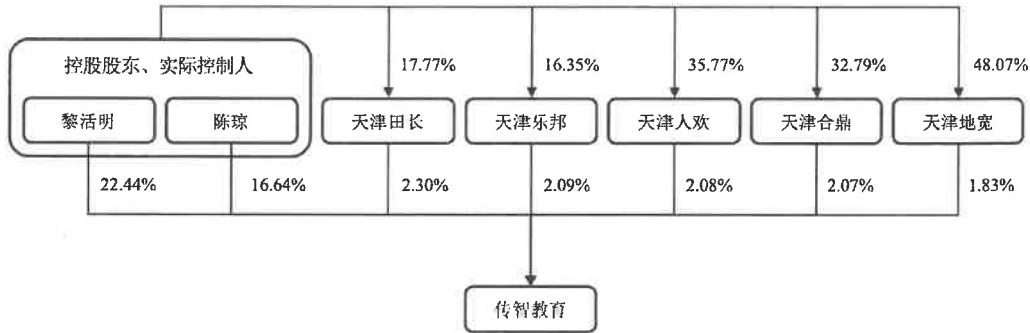 控股股东、实际控制人
17.77%
16.35%
35.77%
32.79%
48.07%
黎活明
陈琼
天津田长
天津乐邦
天津人欢
天津合鼎
天津地宽
22.44%
16.64%
2.30%
2.09%
2.08%
2.07%
1.83%
传智教育